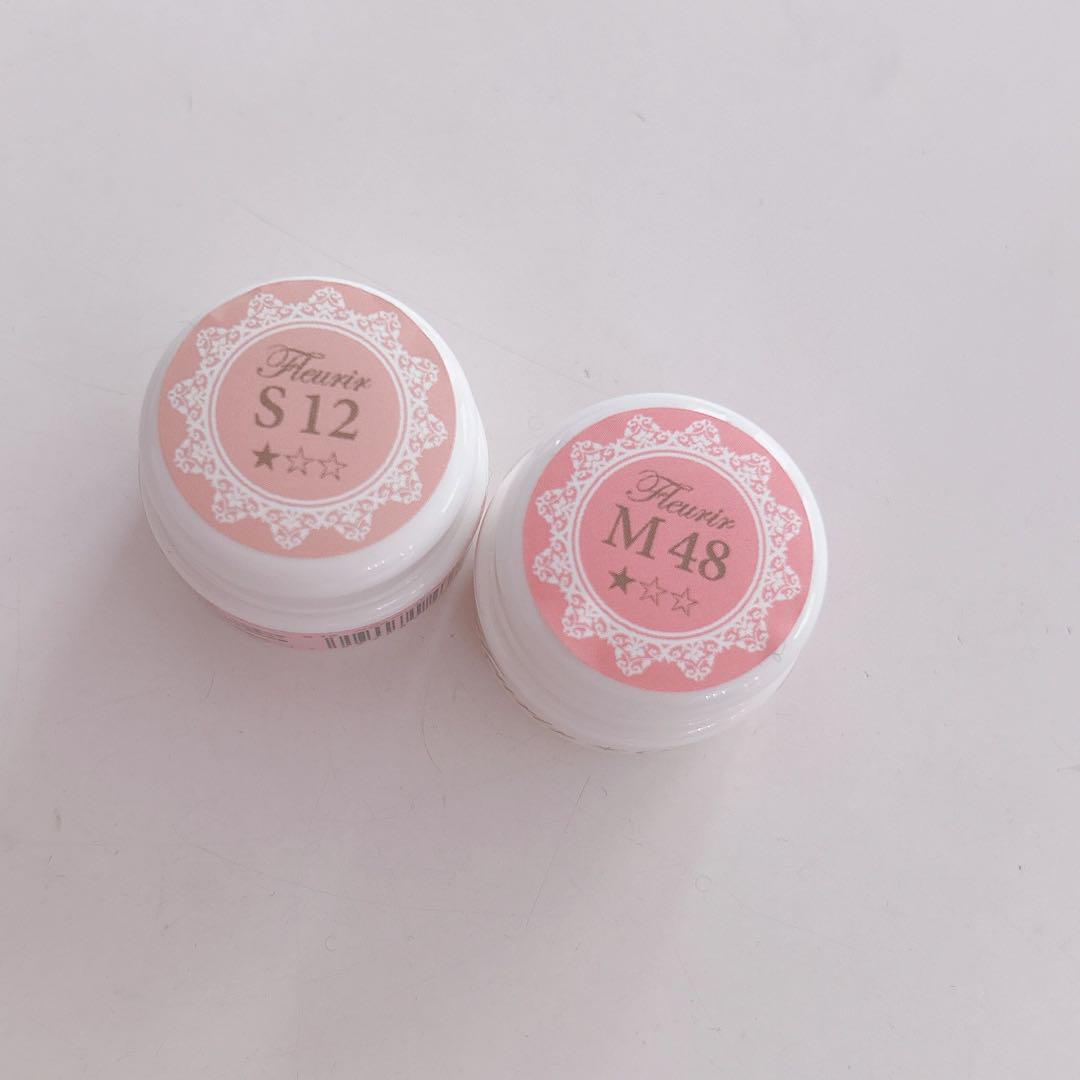 Fleurir
S 12
★☆☆
Fleurir
M 48
★☆☆